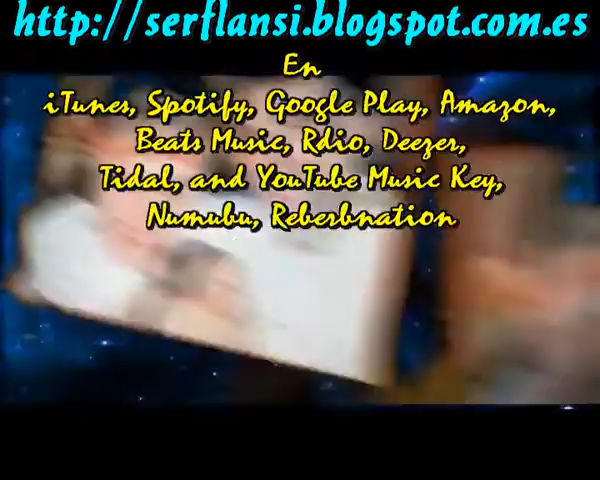 http://serflansi.blogspot.com.es
En
iTunes, Spotify, Google Play, Amazon,
Beats Music, Rdio, Deezer,
Tidal, and YouTube Music Key,
Numubu, Reberbnation